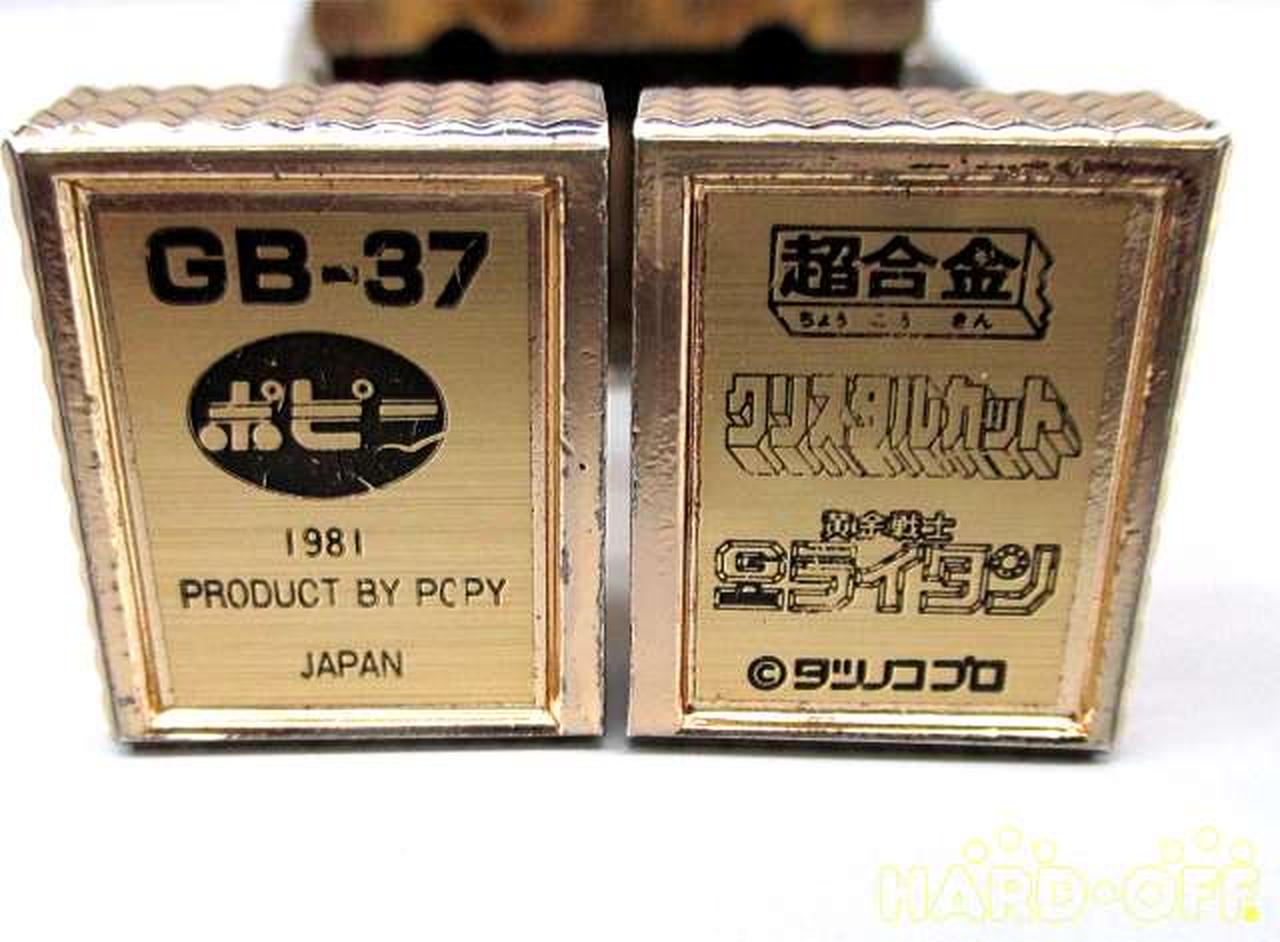 GB-37
ポピー
1981
PRODUCT BY POPY
JAPAN
超合金
ちょうごうきん
クリスタルカット
黄金戦士
ゴールドライタン
©タツノコプロ
HARD・OFF